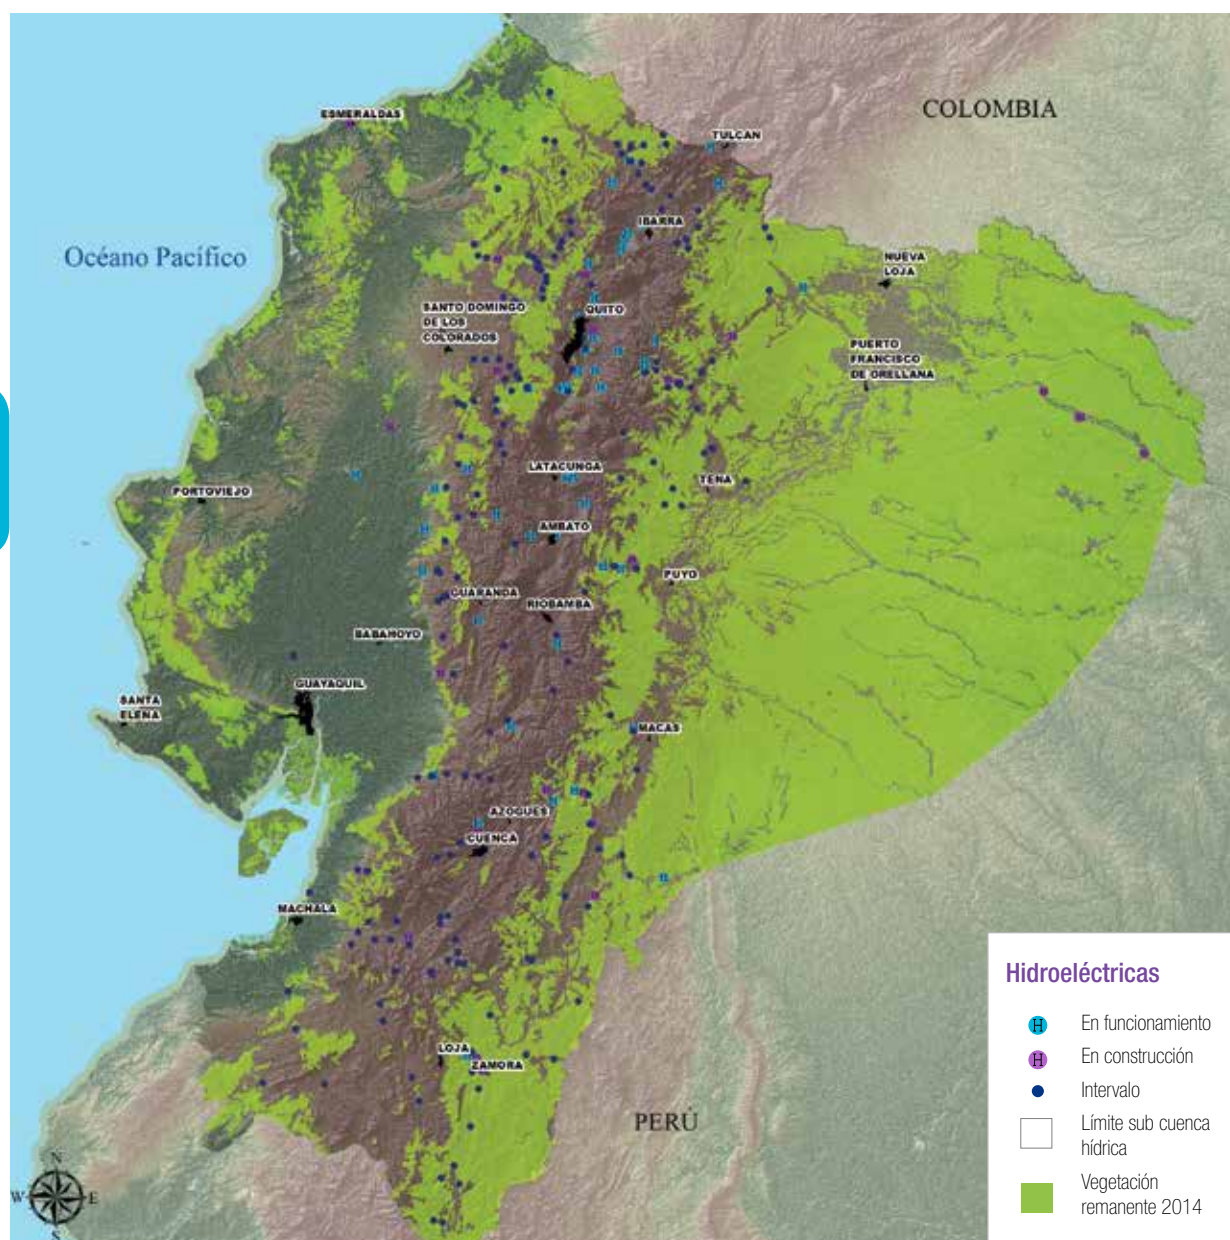 COLOMBIA
ESMERALDAS
TULCAN
IBARRA
Océano Pacífico
NUEVA
LOJA
SANTO DOMINGO
DE LOS
COLORADOS
QUITO
PUERTO
FRANCISCO
DE ORELLANA
LATACUNGA
TENA
PORTOVIEJO
AMBATO
PUYO
GUARANDA
RIOBAMBA
BABAHOYO
GUAYAQUIL
SANTA
ELENA
MACAS
AZOGUES
CUENCA
MACHALA
LOJA
ZAMORA
PERÚ
Hidroeléctricas
H En funcionamiento
H En construcción
Intervalo
Límite sub cuenca
hídrica
Vegetación
remanente 2014
N
W E
S